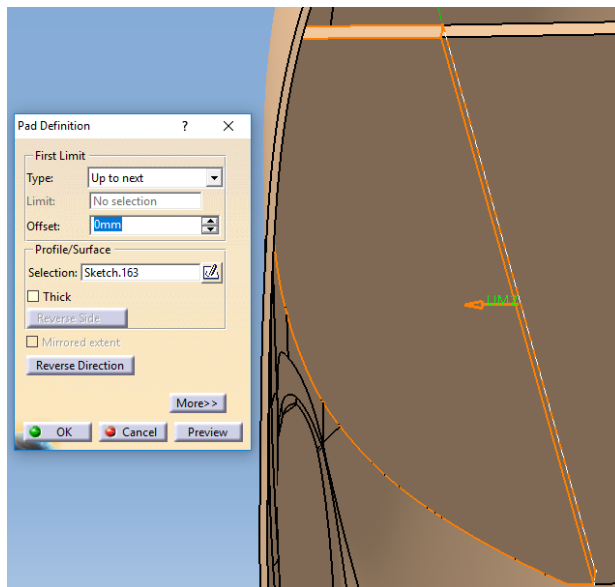 Pad Definition ? ×
First Limit
Type: Up to next
Limit: No selection
Offset: 0mm
Profile/Surface
Selection: Sketch.163
Thick
Reverse Side
Mirrored extent
Reverse Direction
More>>
OK Cancel Preview